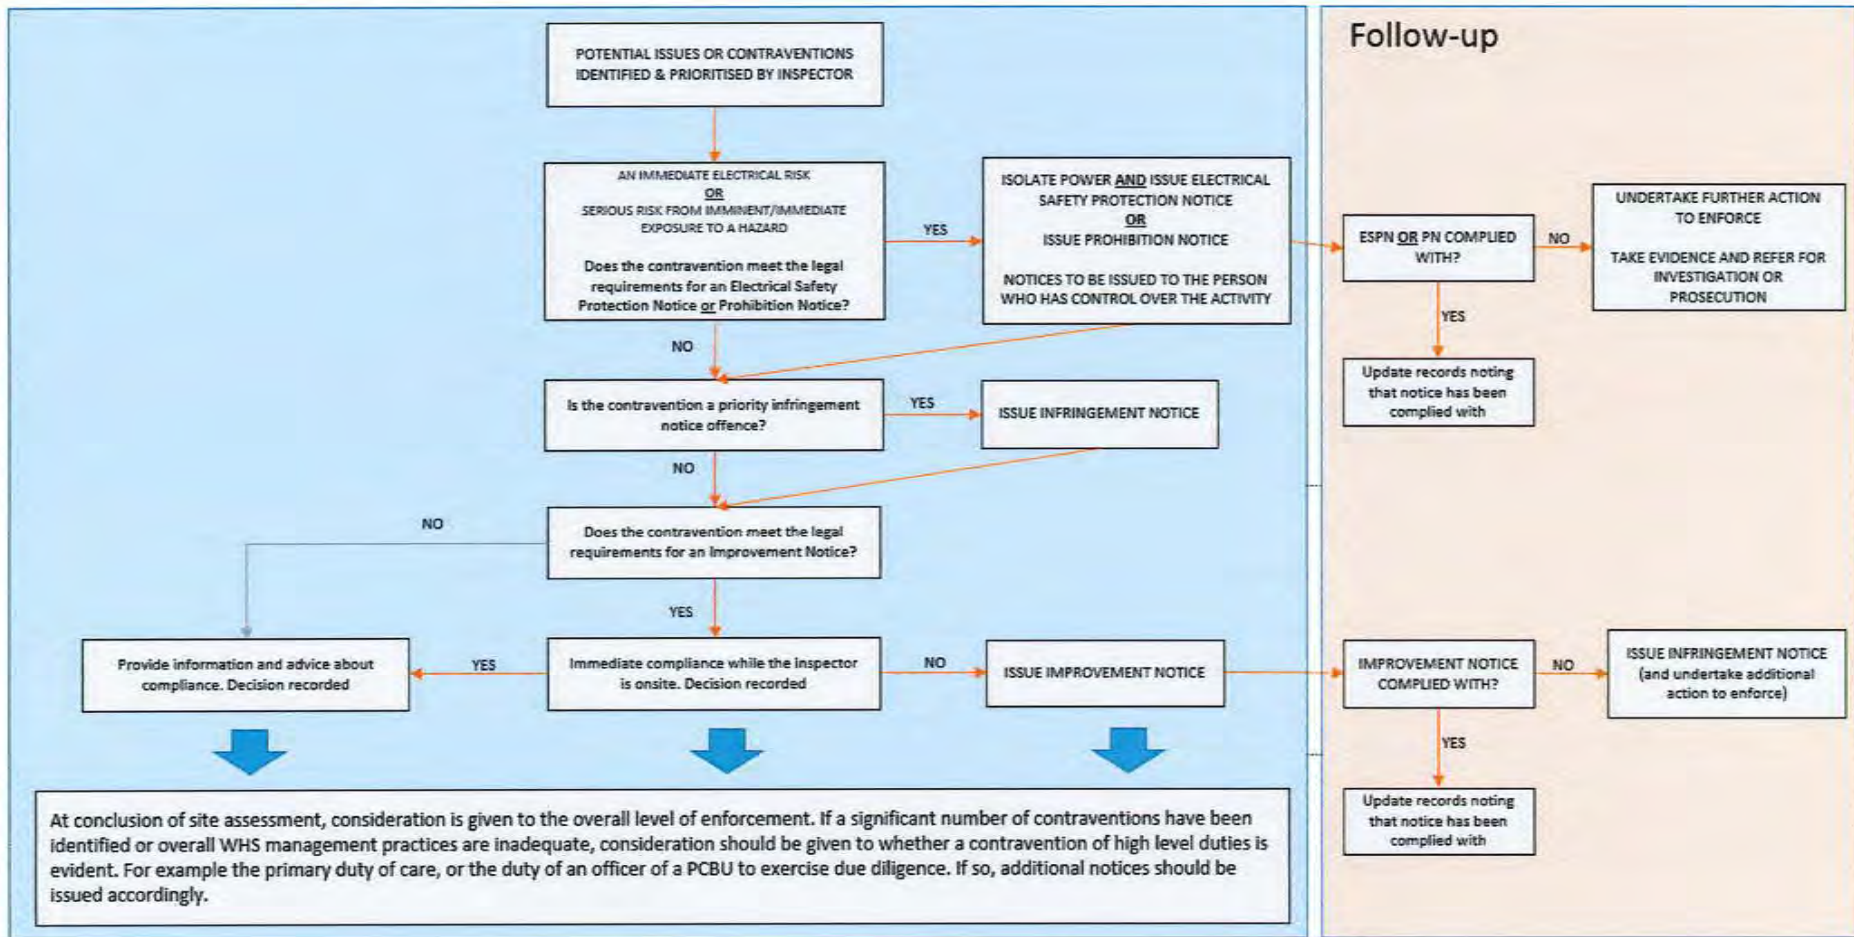 POTENTIAL ISSUES OR CONTRAVENTIONS
IDENTIFIED & PRIORITISED BY INSPECTOR
AN IMMEDIATE ELECTRICAL RISK
OR
SERIOUS RISK FROM IMMINENT/IMMEDIATE
EXPOSURE TO A HAZARD
Does the contravention meet the legal
requirements for an Electrical Safety
Protection Notice or Prohibition Notice?
YES
ISOLATE POWER AND ISSUE ELECTRICAL
SAFETY PROTECTION NOTICE
OR
ISSUE PROHIBITION NOTICE
NOTICES TO BE ISSUED TO THE PERSON
WHO HAS CONTROL OVER THE ACTIVITY
NO
Is the contravention a priority infringement
notice offence?
YES
ISSUE INFRINGEMENT NOTICE
NO
Does the contravention meet the legal
requirements for an Improvement Notice?
NO
YES
Provide information and advice about
compliance. Decision recorded
YES
Immediate compliance while the inspector
is onsite. Decision recorded
NO
ISSUE IMPROVEMENT NOTICE
At conclusion of site assessment, consideration is given to the overall level of enforcement. If a significant number of contraventions have been
identified or overall WHS management practices are inadequate, consideration should be given to whether a contravention of high level duties is
evident. For example the primary duty of care, or the duty of an officer of a PCBU to exercise due diligence. If so, additional notices should be
issued accordingly.
Follow-up
ESPN OR PN COMPLIED
WITH?
NO
UNDERTAKE FURTHER ACTION
TO ENFORCE
TAKE EVIDENCE AND REFER FOR
INVESTIGATION OR
PROSECUTION
YES
Update records noting
that notice has been
complied with
IMPROVEMENT NOTICE
COMPLIED WITH?
NO
ISSUE INFRINGEMENT NOTICE
(and undertake additional
action to enforce)
YES
Update records noting
that notice has been
complied with